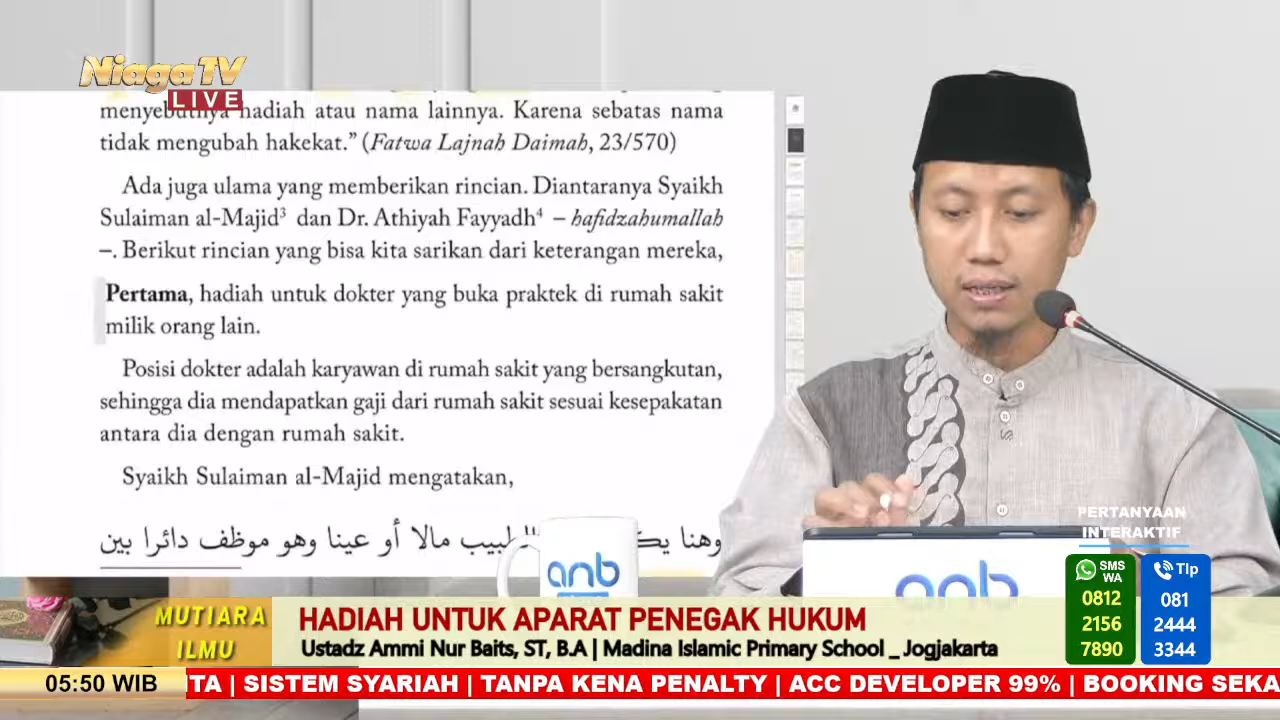 Niaga TV
LIVE
menyebutnya hadiah atau nama lainnya. Karena sebatas nama
tidak mengubah hakekat.” (Fatwa Lajnah Daimah, 23/570)
Ada juga ulama yang memberikan rincian. Diantaranya Syaikh
Sulaiman al-Majid³ dan Dr. Athiyah Fayyadh⁴ – hafidzahumallah
–. Berikut rincian yang bisa kita sarikan dari keterangan mereka,
Pertama, hadiah untuk dokter yang buka praktek di rumah sakit
milik orang lain.
Posisi dokter adalah karyawan di rumah sakit yang bersangkutan,
sehingga dia mendapatkan gaji dari rumah sakit sesuai kesepakatan
antara dia dengan rumah sakit.
Syaikh Sulaiman al-Majid mengatakan,
وهنا الطبيب مالا أو عينا وهو موظف دائرا بين
anb
anb
PERTANYAAN
INTERAKTIF
SMS
WA
0812
2156
7890
Tlp
081
2444
3344
MUTIARA
ILMU
HADIAH UNTUK APARAT PENEGAK HUKUM
Ustadz Ammi Nur Baits, ST, B.A | Madina Islamic Primary School _ Jogjakarta
05:50 WIB
TA | SISTEM SYARIAH | TANPA KENA PENALTY | ACC DEVELOPER 99% | BOOKING SEKA